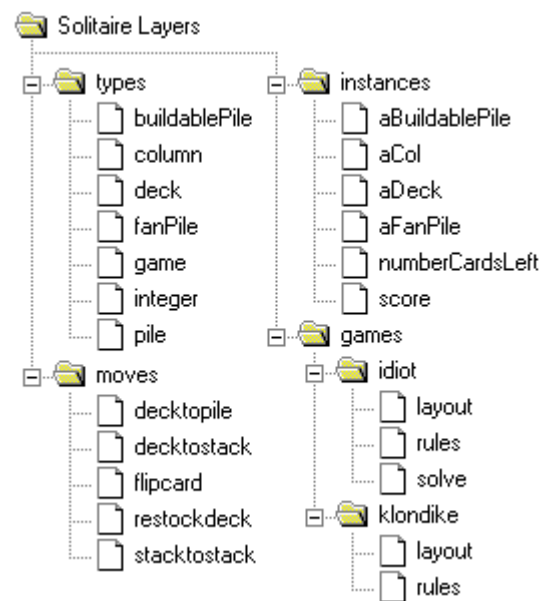 Solitaire Layers
types
buildablePile
column
deck
fanPile
game
integer
pile
moves
decktopile
decktostack
flipcard
restockdeck
stacktostack
instances
aBuildablePile
aCol
aDeck
aFanPile
numberCardsLeft
score
games
idiot
layout
rules
solve
klondike
layout
rules